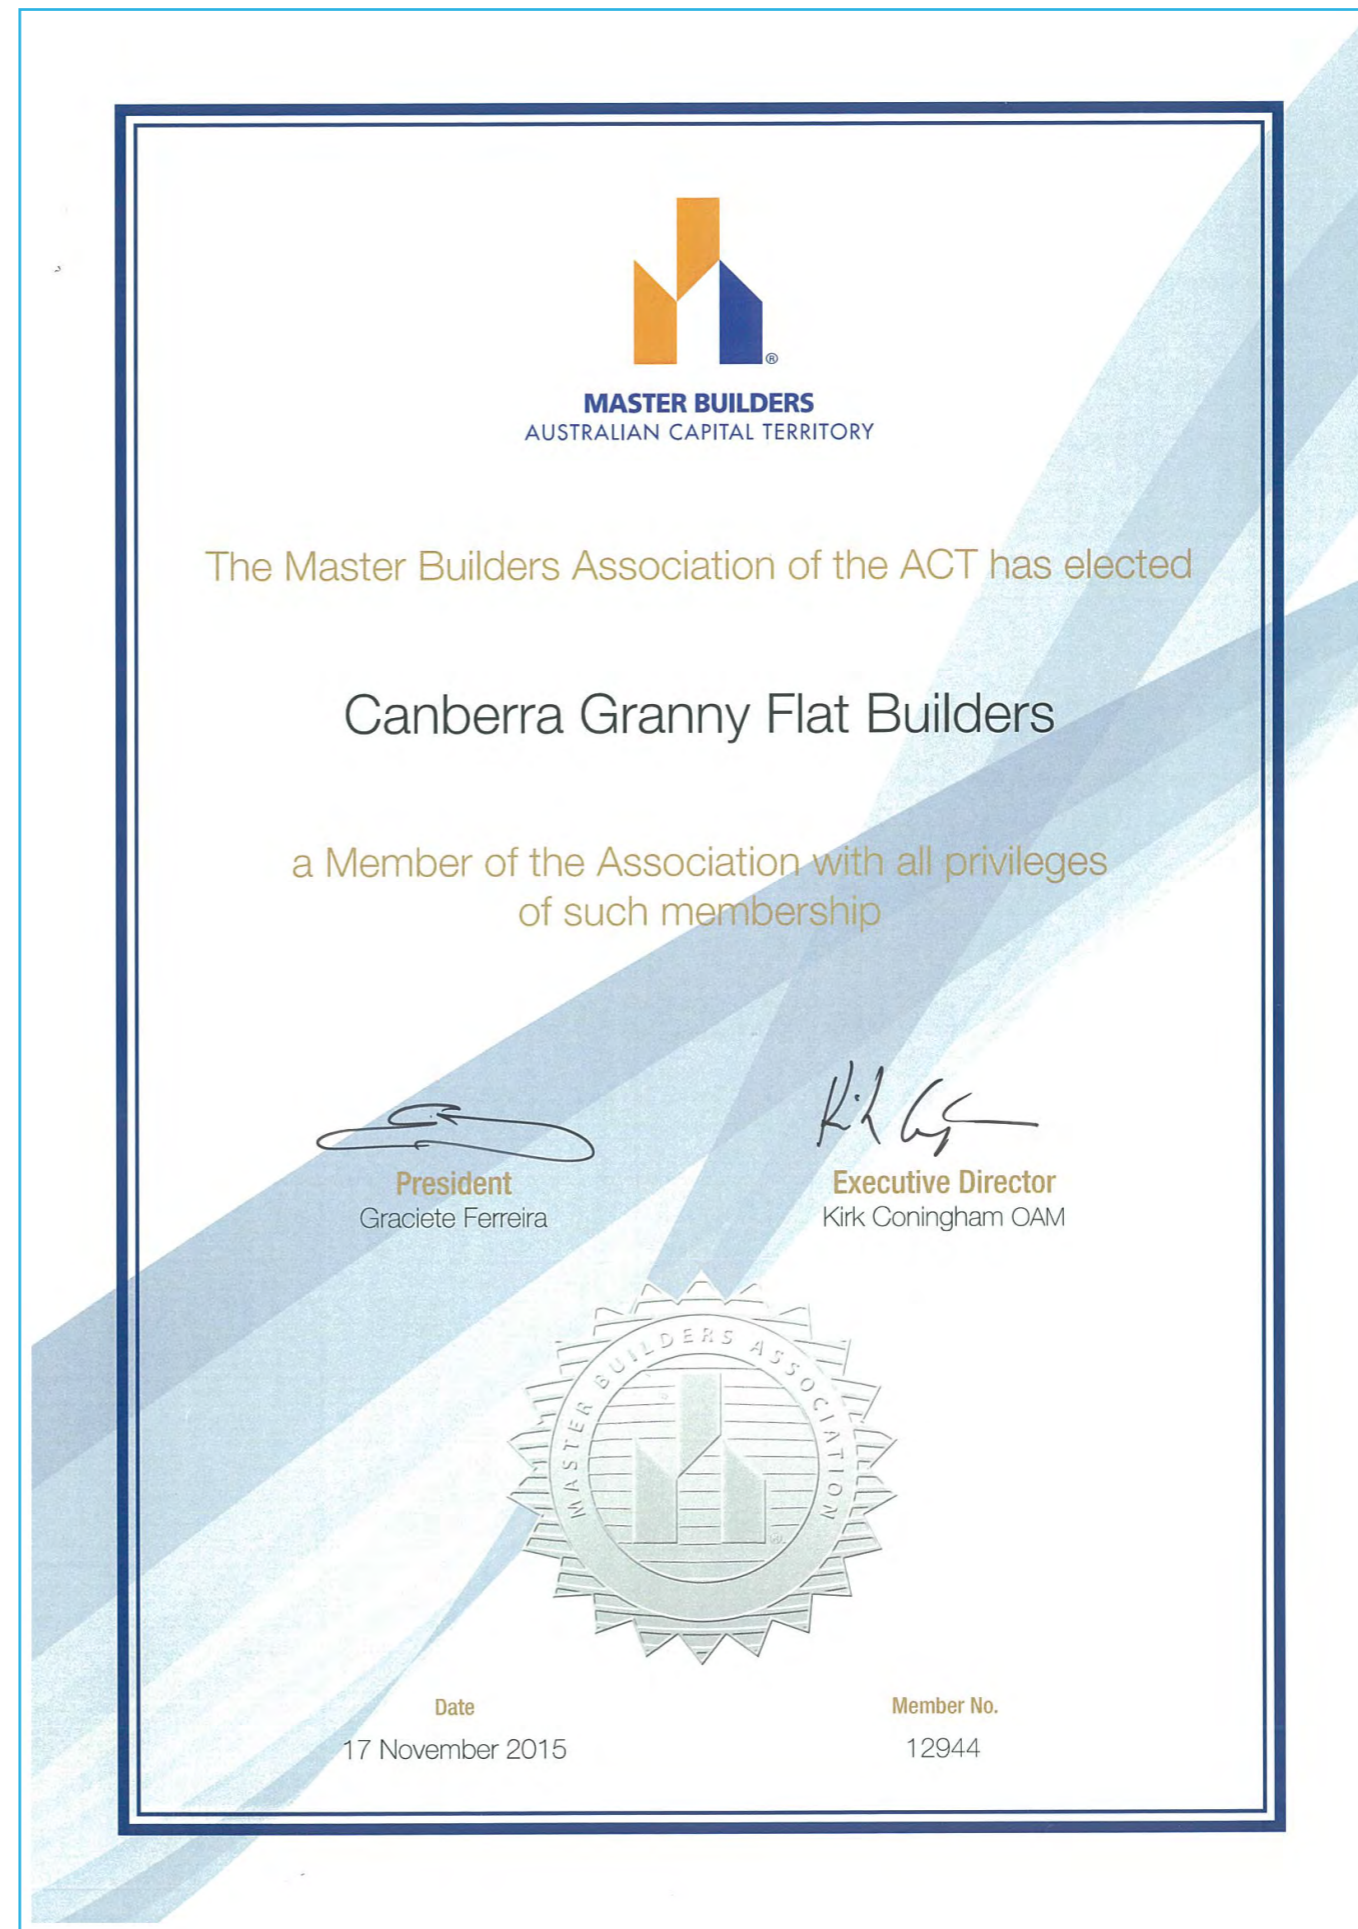 ®
MASTER BUILDERS
AUSTRALIAN CAPITAL TERRITORY
The Master Builders Association of the ACT has elected
Canberra Granny Flat Builders
a Member of the Association with all privileges
of such membership
President
Graciete Ferreira
Executive Director
Kirk Coningham OAM
MASTER BUILDERS ASSOCIATION
Date
17 November 2015
Member No.
12944